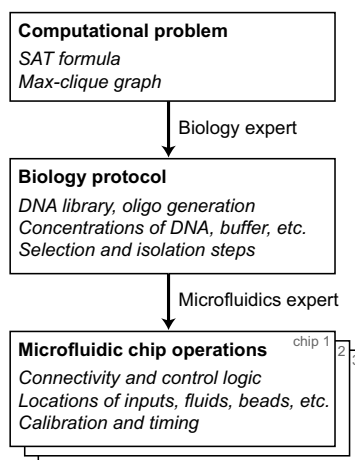 Computational problem
SAT formula
Max-clique graph
Biology expert
Biology protocol
DNA library, oligo generation
Concentrations of DNA, buffer, etc.
Selection and isolation steps
Microfluidics expert
chip 1
2
3
Microfluidic chip operations
Connectivity and control logic
Locations of inputs, fluids, beads, etc.
Calibration and timing